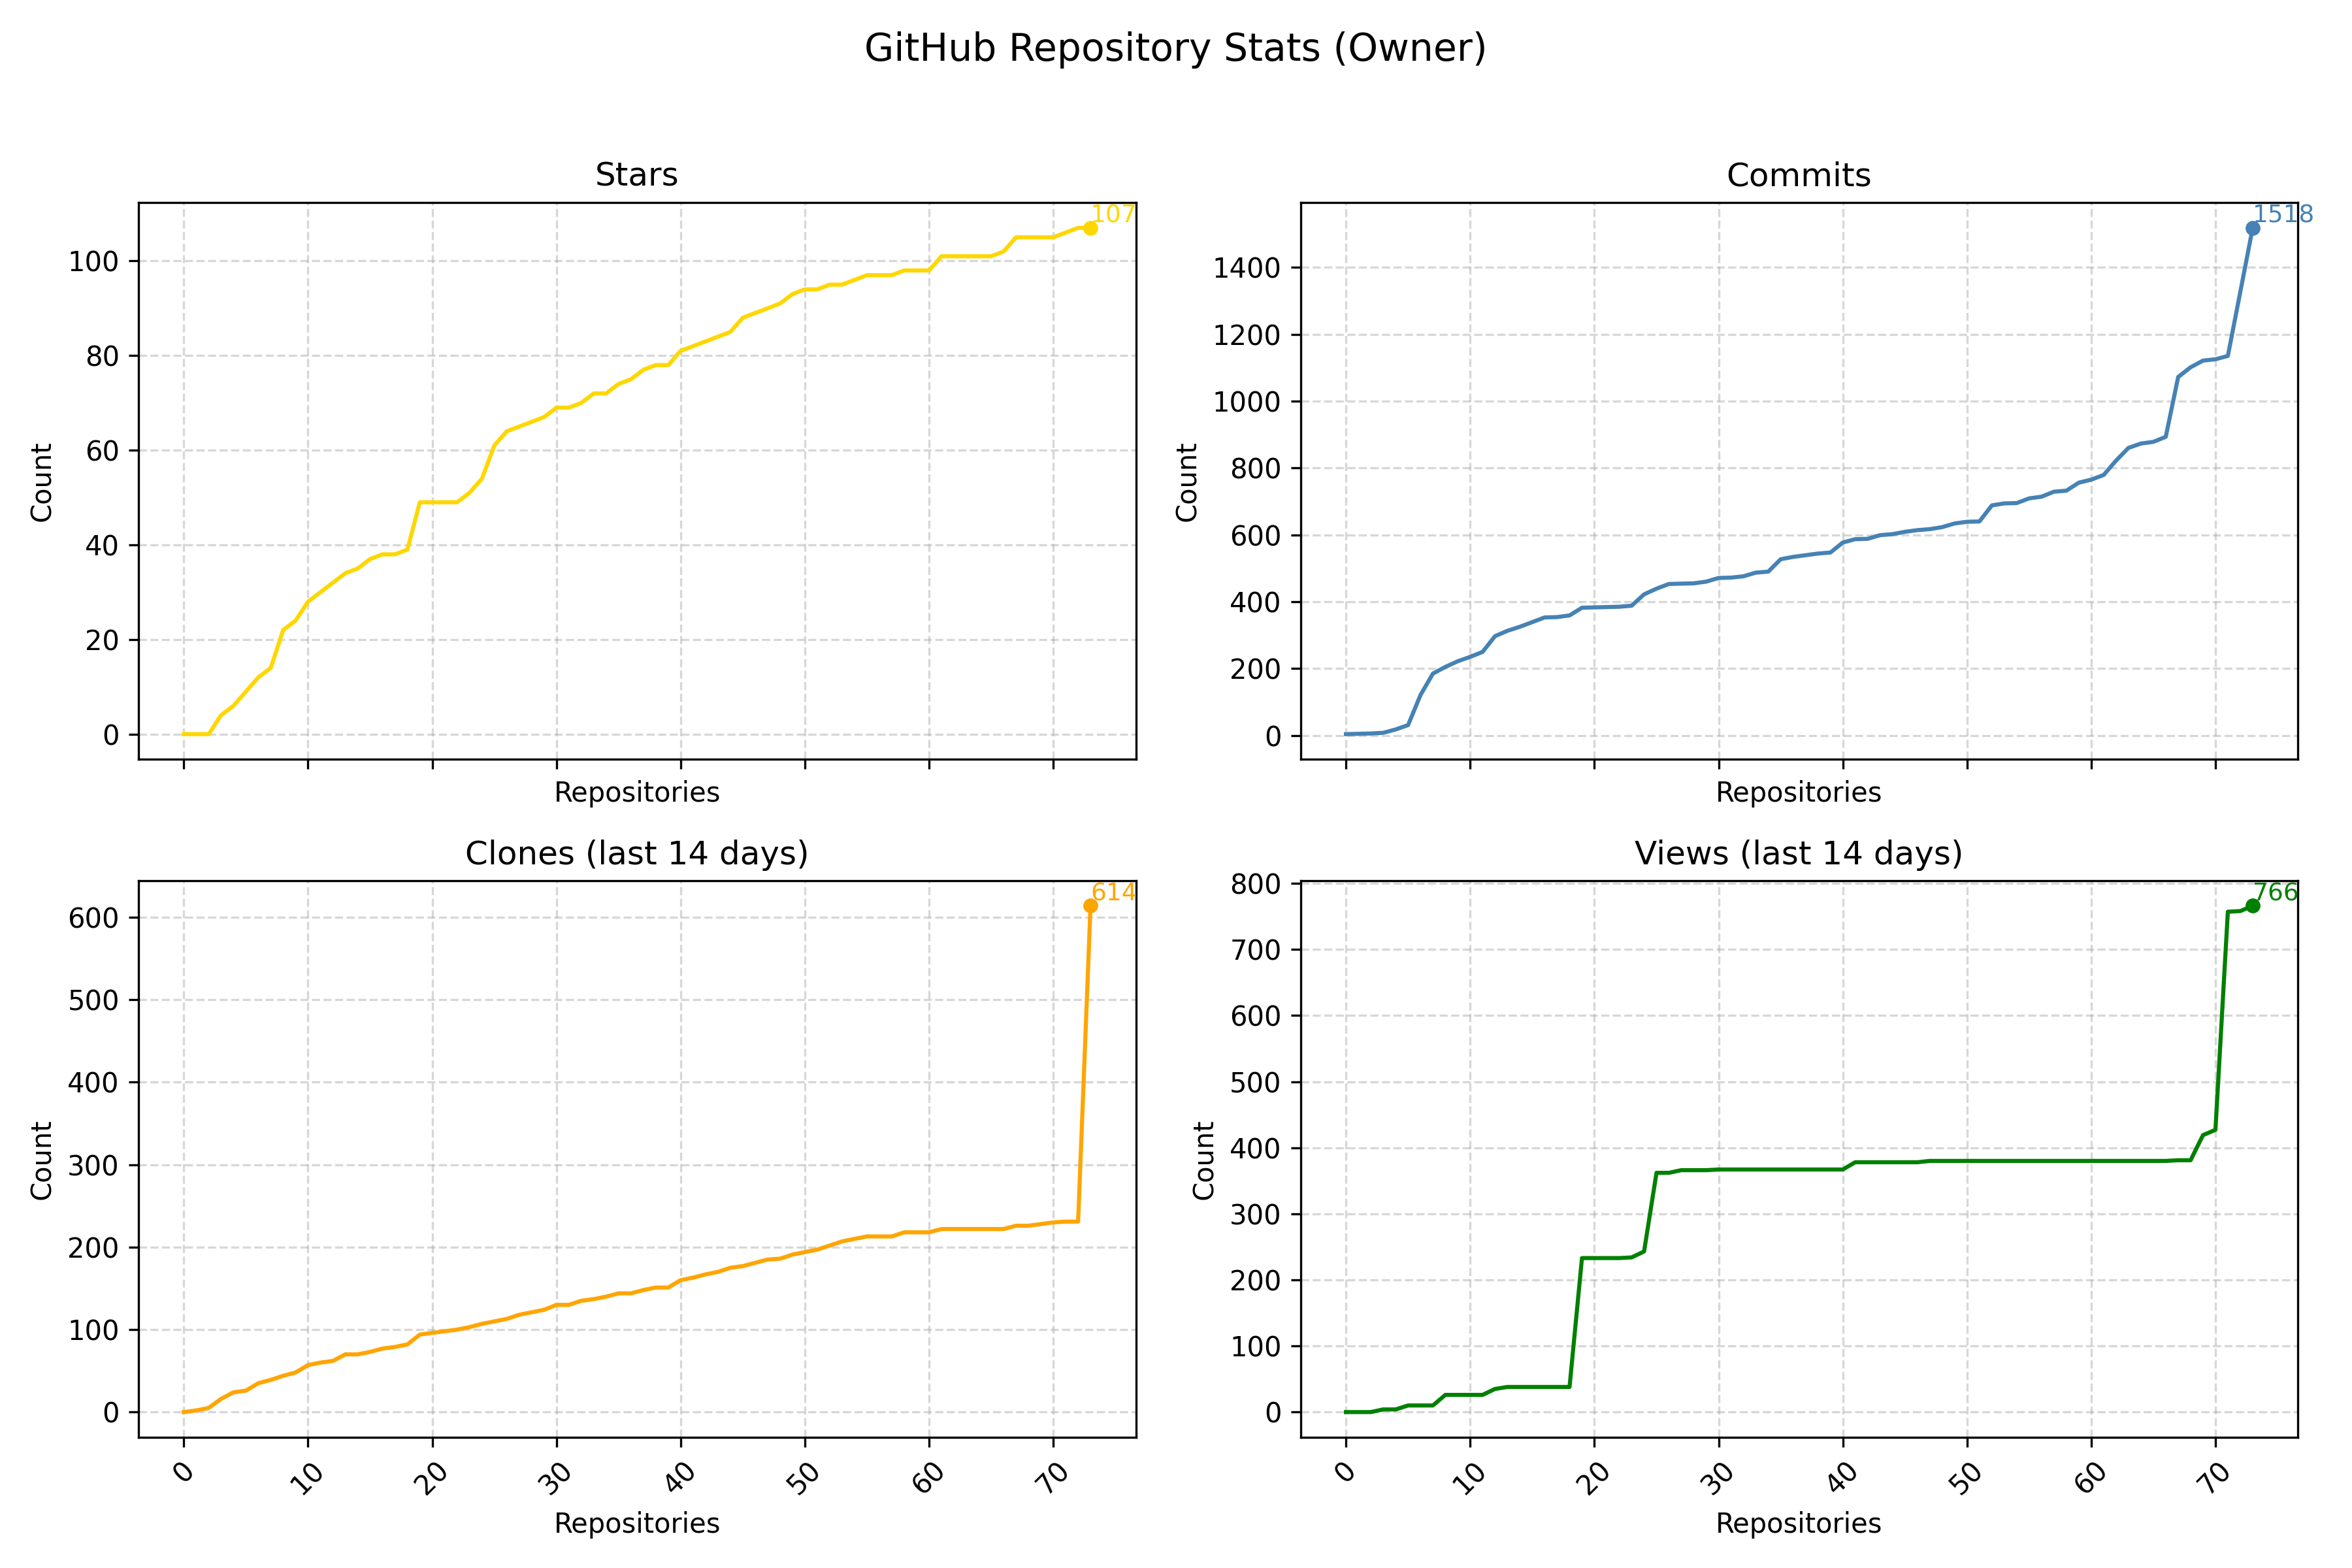 GitHub Repository Stats (Owner)
Stars
Count
100
80
60
40
20
0
107
Repositories
Commits
Count
1400
1200
1000
800
600
400
200
0
1518
Repositories
Clones (last 14 days)
Count
600
500
400
300
200
100
0
614
0 10 20 30 40 50 60 70
Repositories
Views (last 14 days)
Count
800
700
600
500
400
300
200
100
0
766
0 10 20 30 40 50 60 70
Repositories